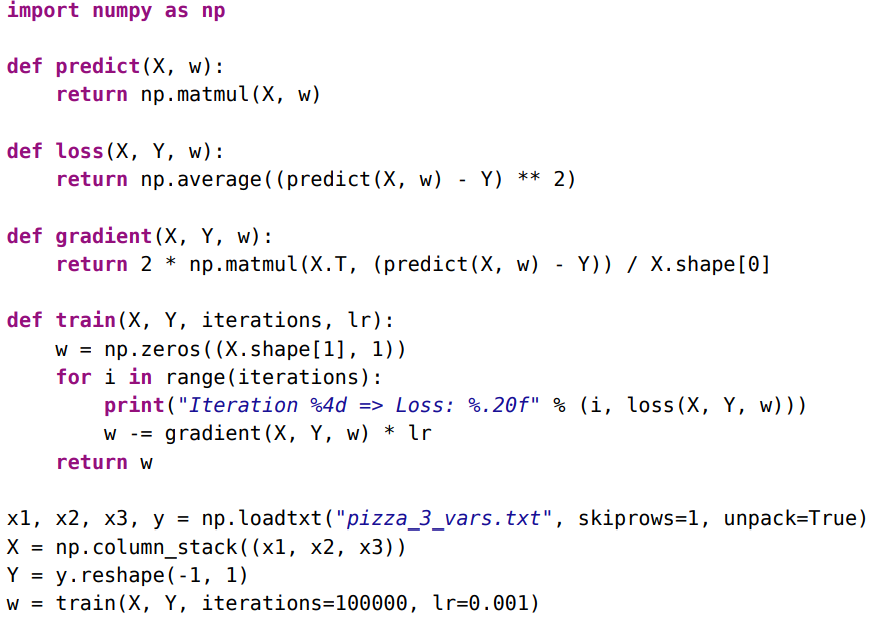 import numpy as np
def predict(X, w):
    return np.matmul(X, w)
def loss(X, Y, w):
    return np.average((predict(X, w) - Y) ** 2)
def gradient(X, Y, w):
    return 2 * np.matmul(X.T, (predict(X, w) - Y)) / X.shape[0]
def train(X, Y, iterations, lr):
    w = np.zeros((X.shape[1], 1))
    for i in range(iterations):
        print("Iteration %4d => Loss: %.20f" % (i, loss(X, Y, w)))
        w -= gradient(X, Y, w) * lr
    return w
x1, x2, x3, y = np.loadtxt("pizza_3_vars.txt", skiprows=1, unpack=True)
X = np.column_stack((x1, x2, x3))
Y = y.reshape(-1, 1)
w = train(X, Y, iterations=100000, lr=0.001)